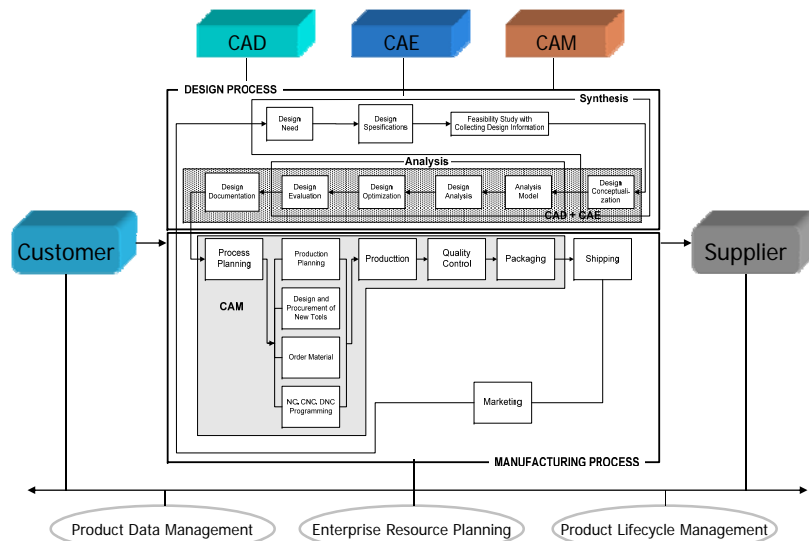 CAD
CAE
CAM
DESIGN PROCESS
Synthesis
Design
Need
Design
Spesifications
Feasibility Study with
Collecting Design Information
Analysis
Design
Documentation
Design
Evaluation
Design
Optimization
Design
Analysis
Analysis
Model
Design
Conceptuali-
zation
CAD + CAE
Customer
Supplier
Process
Planning
Production
Planning
Producttion
Quality
Control
Packaging
Shipping
CAM
Design and
Procurement of
New Tools
Order Material
NC, CNC, DNC
Programming
Marketing
MANUFACTURING PROCESS
Product Data Management
Enterprise Resource Planning
Product Lifecycle Management